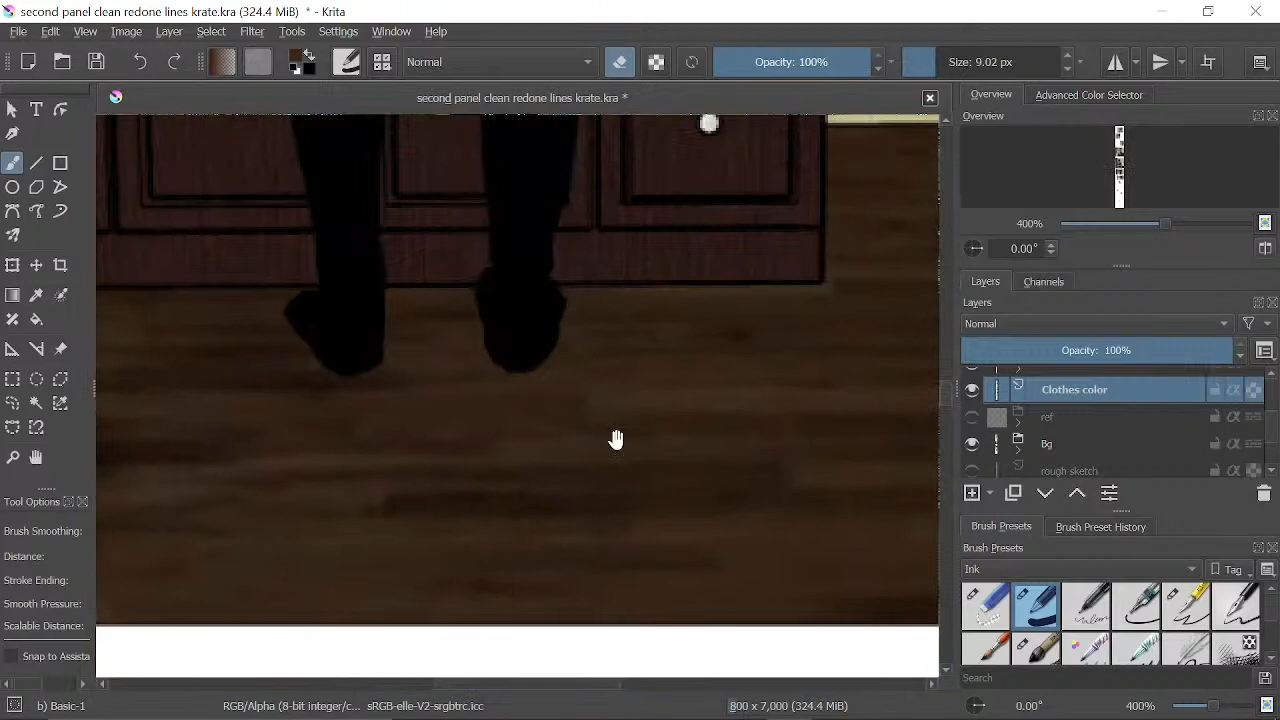 second panel clean redone lines krate.kra (324.4 MiB) * - Krita
File Edit View Image Layer Filter Select Tools Settings Window Help
Normal
Opacity: 100%
Size: 9.02 px
second panel clean redone lines krate.kra *
Overview
Advanced Color Selector
Overview
400%
0.00°
Layers
Channels
Layers
Normal
Opacity: 100%
Clothes color
ref
Bg
rough sketch
Tool Options
Brush Smoothing:
Distance:
Stroke Ending:
Smooth Pressure:
Scalable Distance:
Snap to Assista
Brush Presets
Brush Preset History
Brush Presets
Ink
Tag
Search
b) Basic-1
RGB/Alpha (8-bit integer/c... sRGB-elle-V2-srgbtrc.icc
800 x 7,000 (324.4 MiB)
0.00°
400%